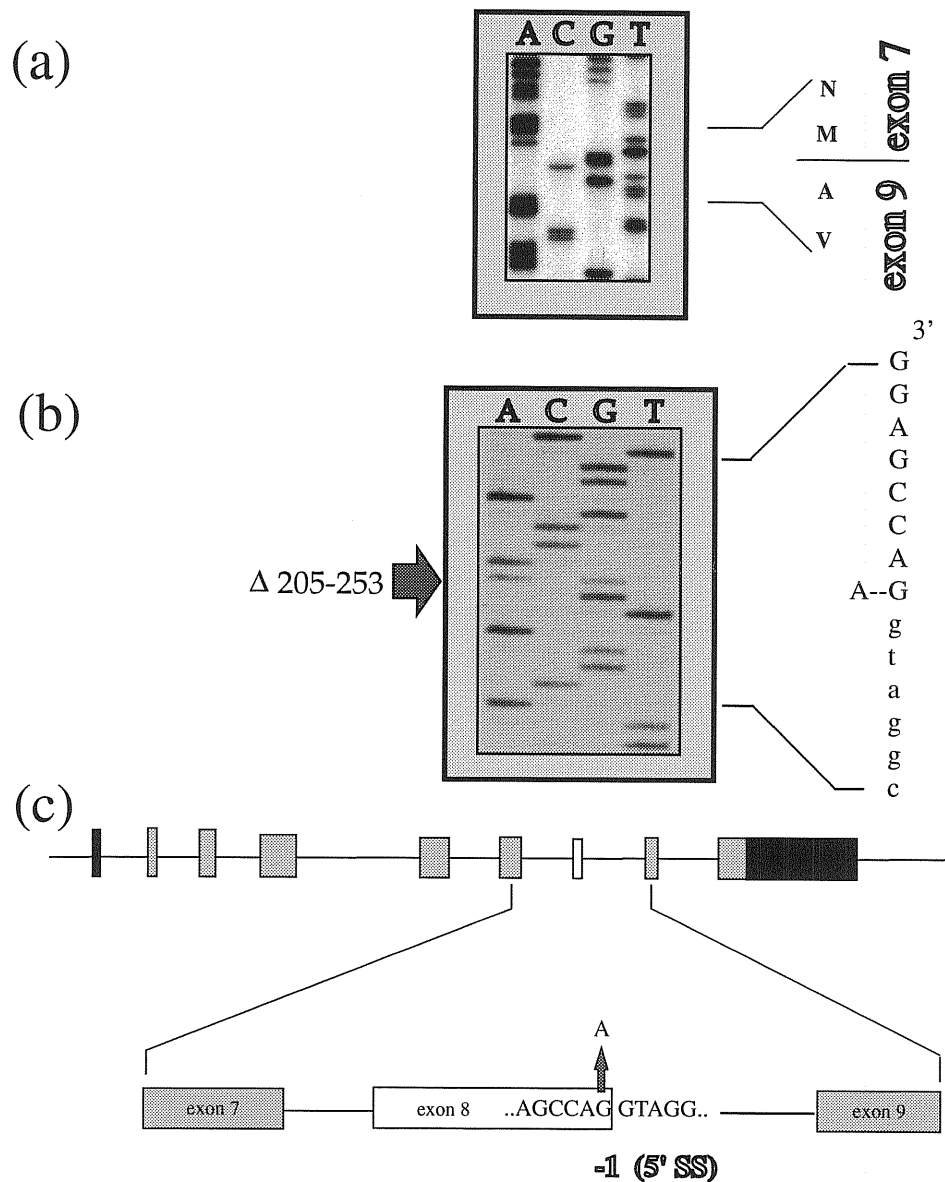 (a)
A C G T
N
M
exon 7
A
V
exon 9
(b)
A C G T
Δ 205-253
3’
G
G
A
G
C
C
A
A--G
g
t
a
g
g
c
(c)
A
exon 7
exon 8
..AGCCAG GTAGG..
exon 9
-1 (5' SS)